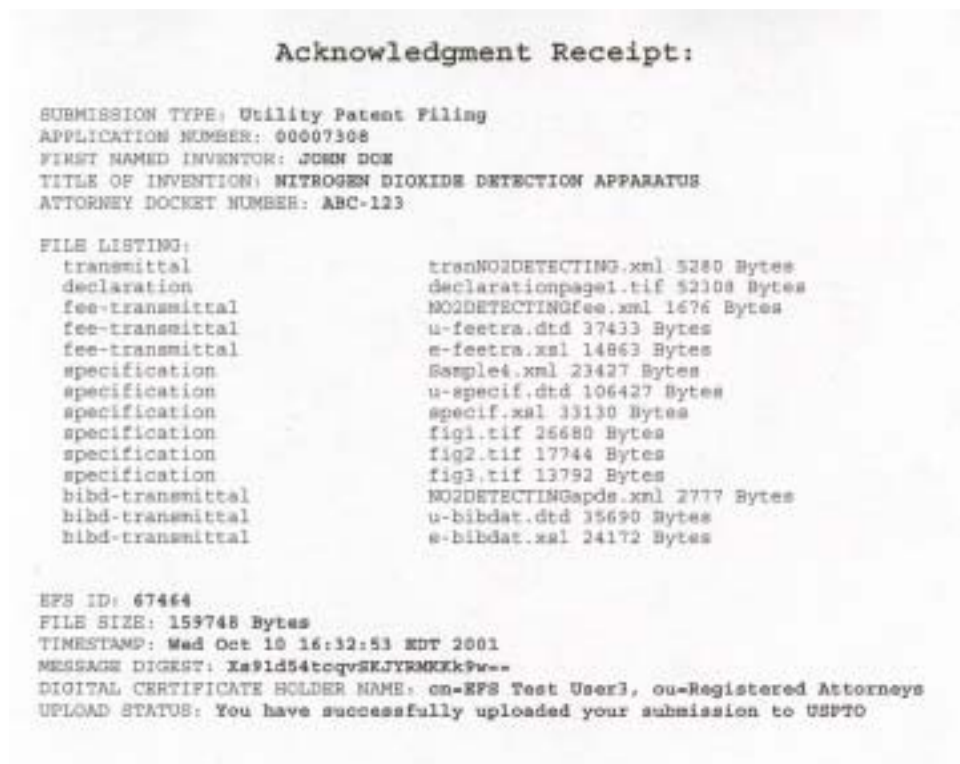 Acknowledgment Receipt:
SUBMISSION TYPE: Utility Patent Filing
APPLICATION NUMBER: 00007308
FIRST NAMED INVENTOR: JOHN DOE
TITLE OF INVENTION: NITROGEN DIOXIDE DETECTION APPARATUS
ATTORNEY DOCKET NUMBER: ABC-123
FILE LISTING:
transmittal tranNO2DETECTING.xml 5280 Bytes
declaration declarationpage1.tif 52308 Bytes
fee-transmittal NO2DETECTINGfee.xml 1676 Bytes
fee-transmittal u-feetra.dtd 37433 Bytes
fee-transmittal e-feetra.xsl 14863 Bytes
specification Sample4.xml 23427 Bytes
specification u-specif.dtd 106427 Bytes
specification specif.xsl 33130 Bytes
specification fig1.tif 26680 Bytes
specification fig2.tif 17744 Bytes
specification fig3.tif 13792 Bytes
bibd-transmittal NO2DETECTINGapds.xml 2777 Bytes
bibd-transmittal u-bibdat.dtd 35690 Bytes
bibd-transmittal e-bibdat.xsl 24172 Bytes
EFS ID: 67464
FILE SIZE: 159748 Bytes
TIMESTAMP: Wed Oct 10 16:32:53 EDT 2001
MESSAGE DIGEST:
DIGITAL CERTIFICATE HOLDER NAME: cn=EFS Test User3, ou=Registered Attorneys
UPLOAD STATUS: You have successfully uploaded your submission to USPTO